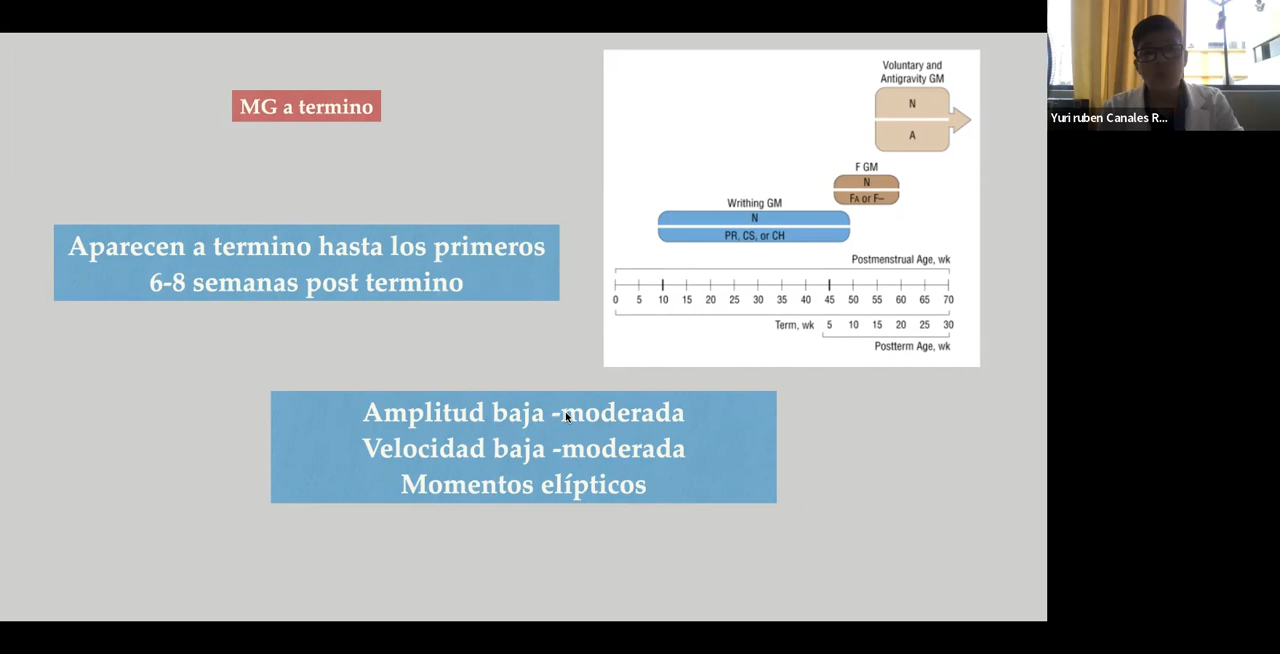 MG a termino
Aparecen a termino hasta los primeros
6-8 semanas post termino
Voluntary and
Antigravity GM
N
A
F GM
N
FA or F–
Writhing GM
N
PR, CS, or CH
Postmenstrual Age, wk
0 5 10 15 20 25 30 35 40 45 50 55 60 65 70
Term, wk 5 10 15 20 25 30
Postterm Age, wk
Amplitud baja -moderada
Velocidad baja -moderada
Momentos elípticos
Yuri ruben Canales R...